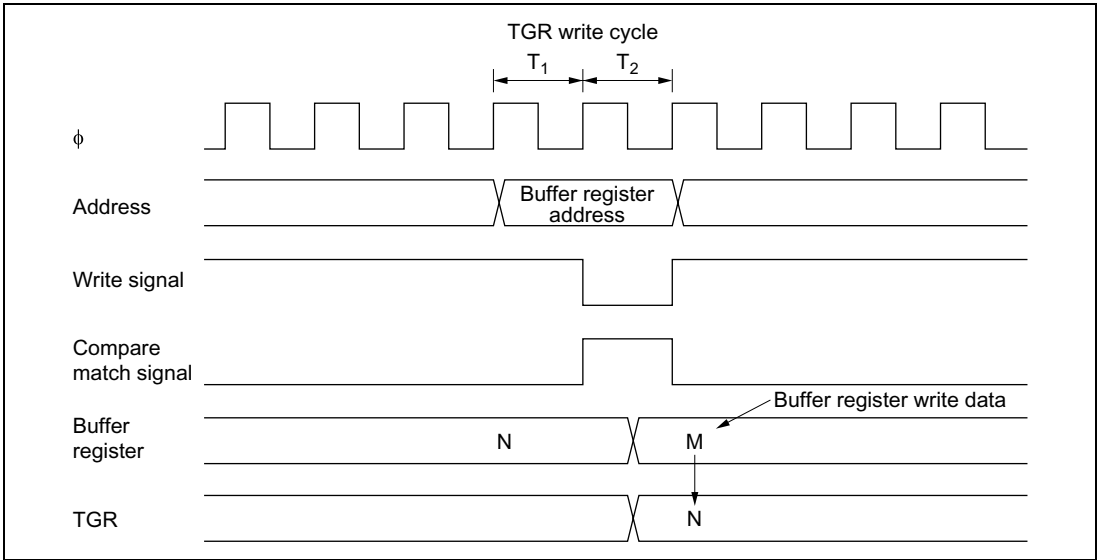 TGR write cycle
T1 T2
φ
Address
Buffer register
address
Write signal
Compare
match signal
Buffer register write data
Buffer
register
N M
TGR
N